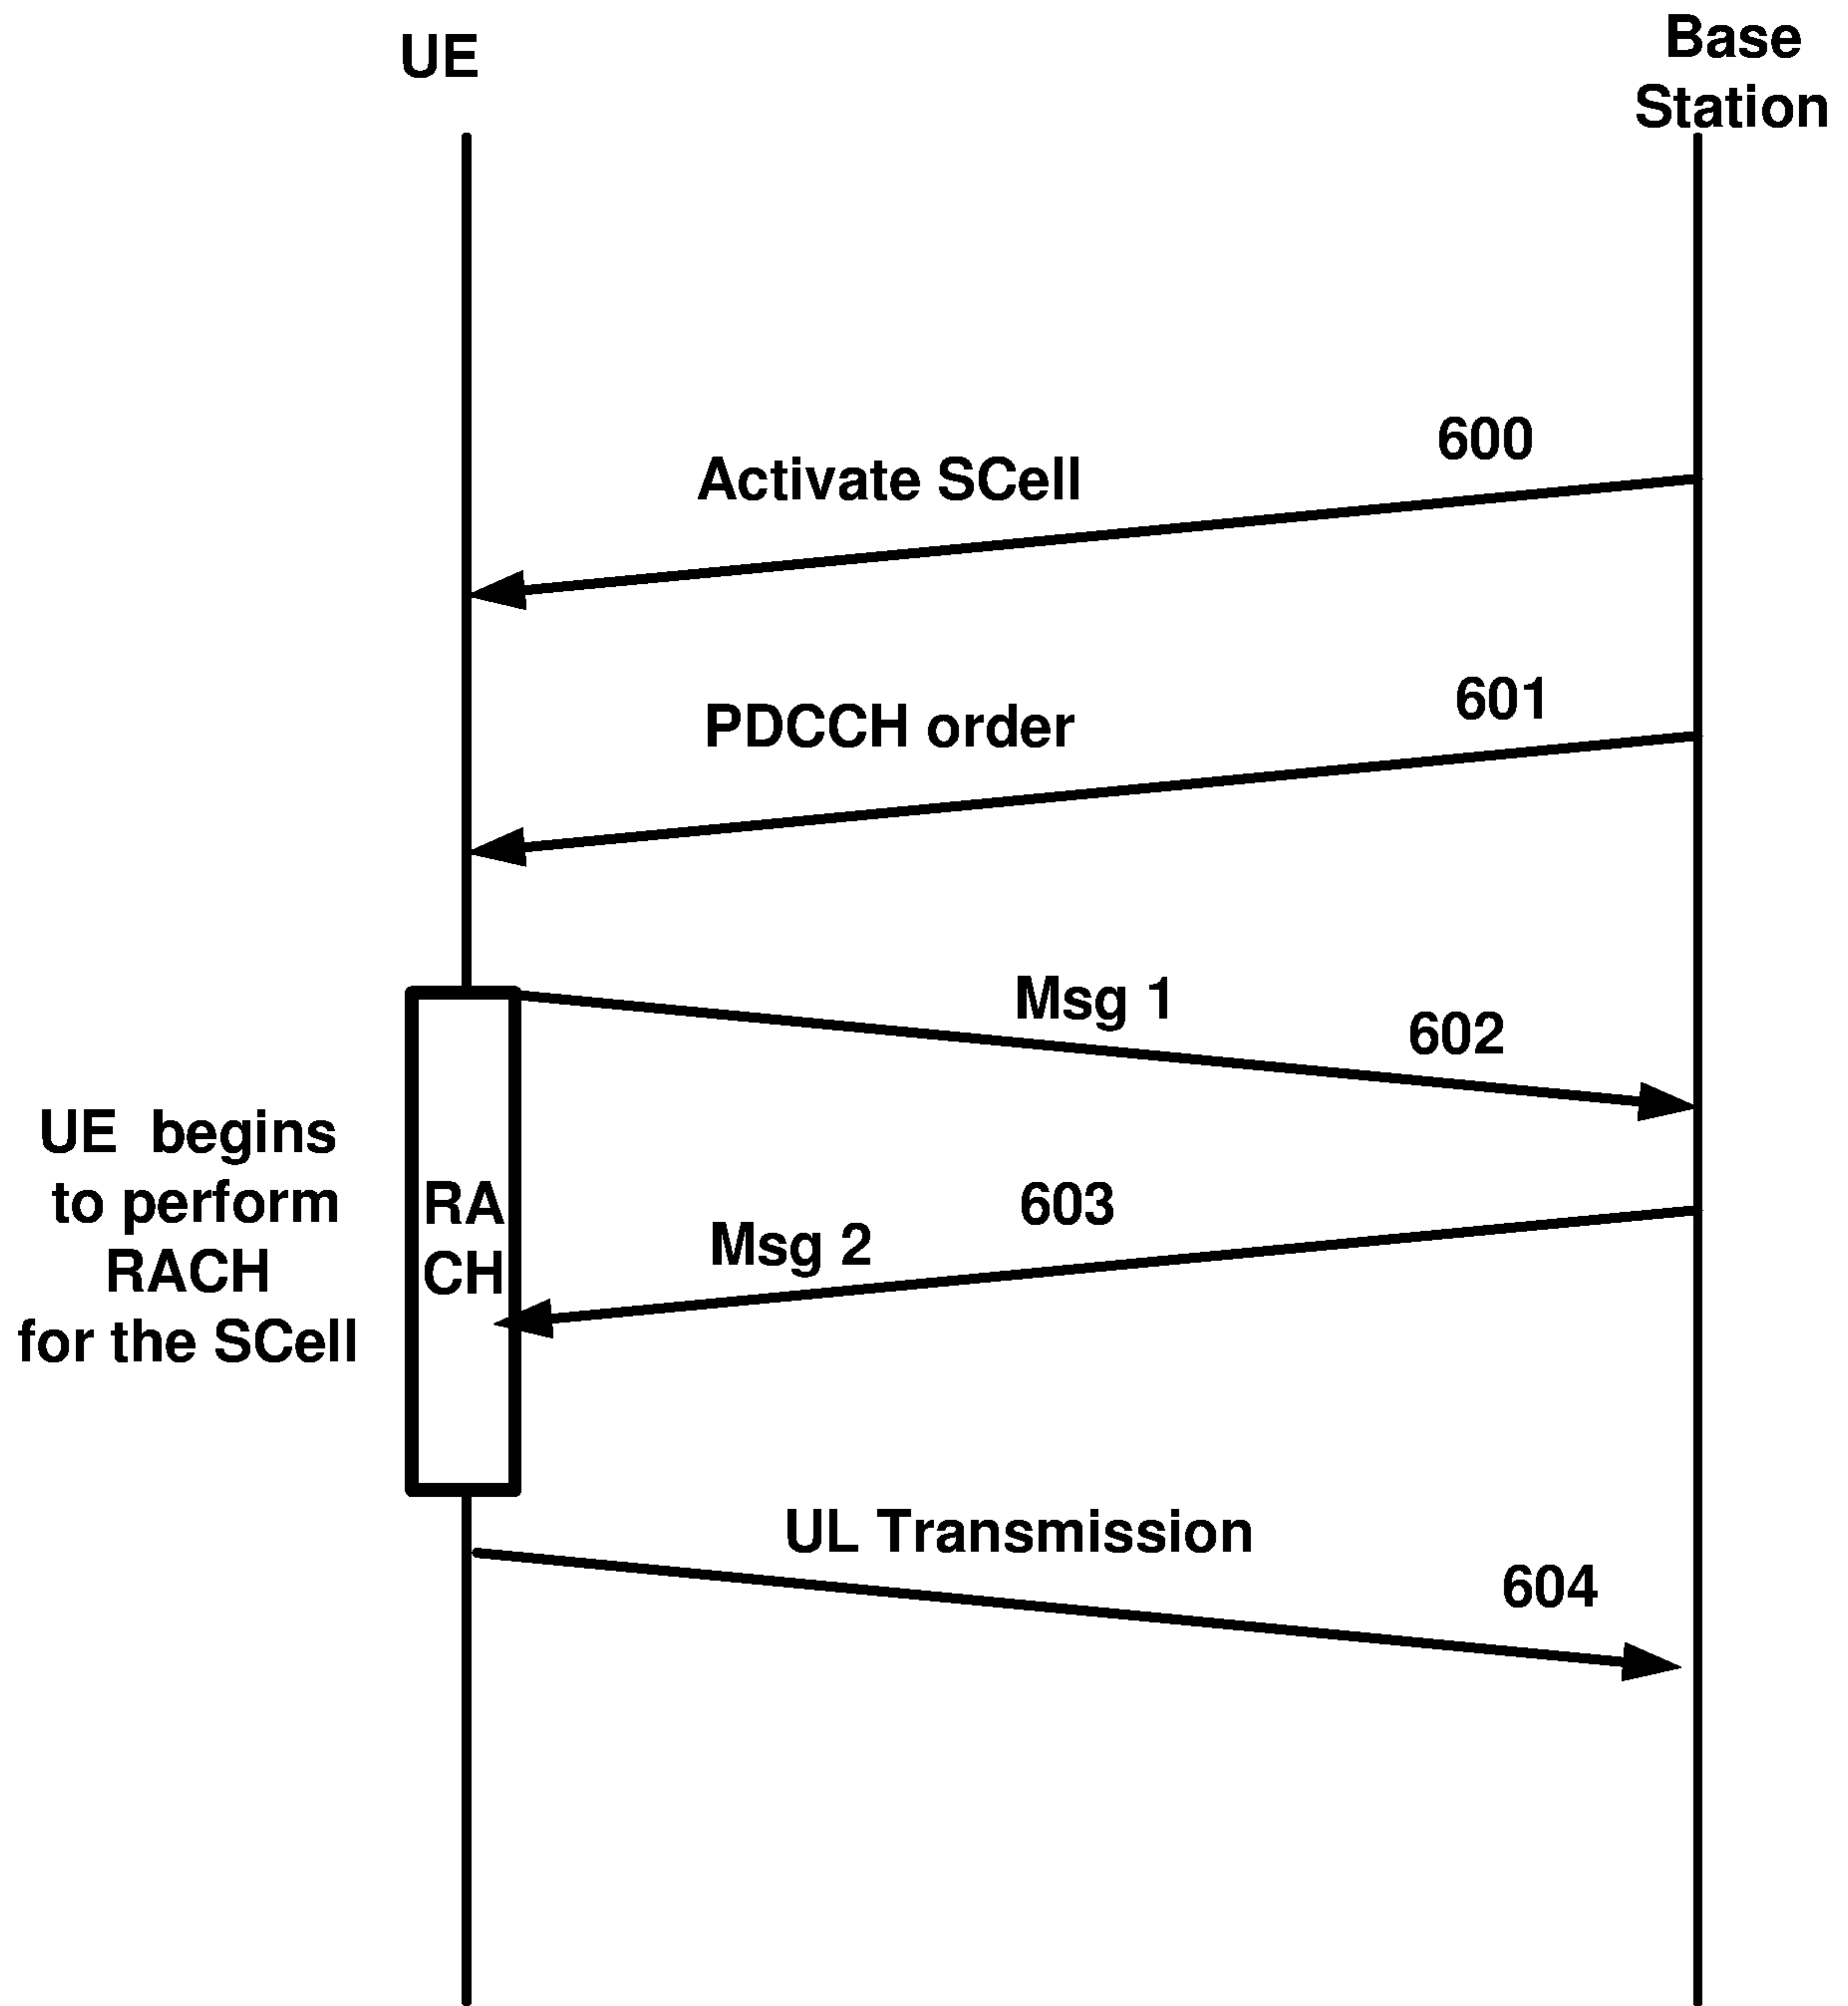 UE
Base
Station
600
Activate SCell
601
PDCCH order
Msg 1
602
UE begins
to perform
RACH
for the SCell
RA
CH
603
Msg 2
UL Transmission
604